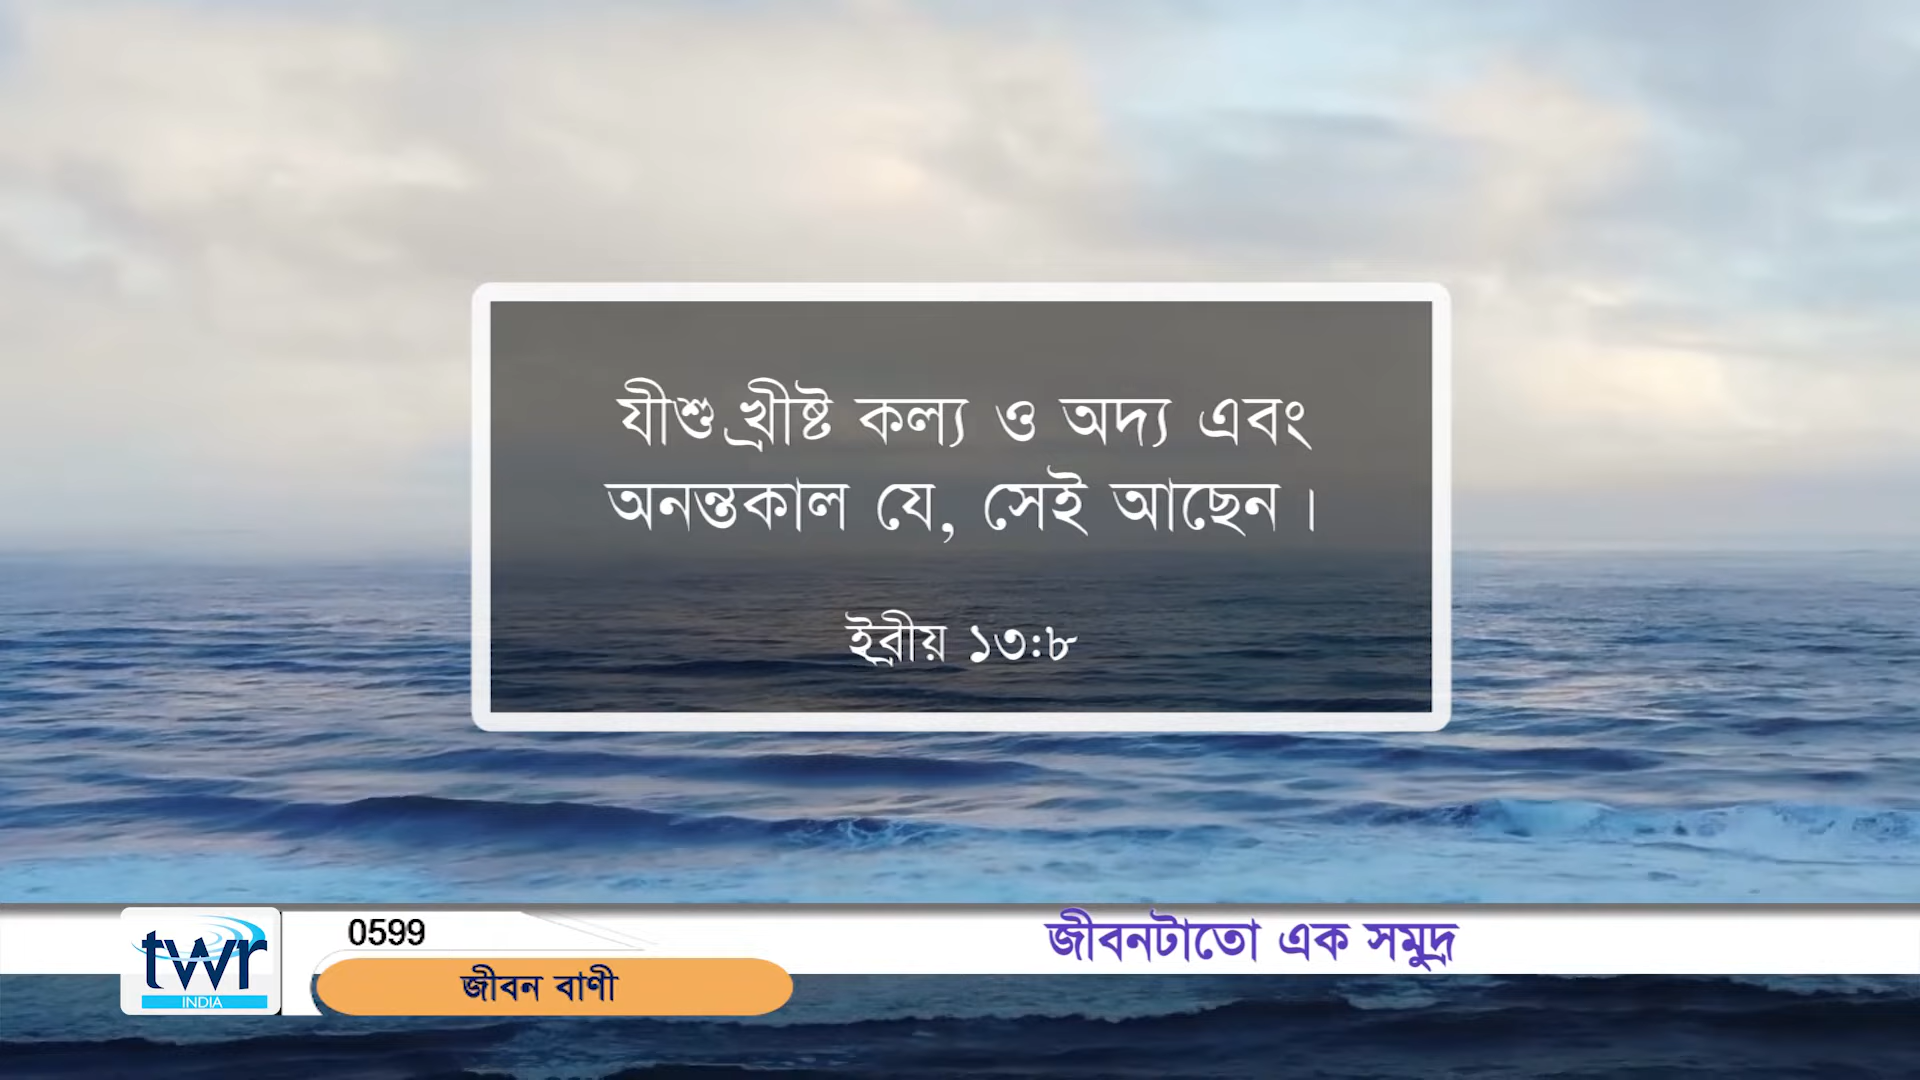 যীশু খ্রীষ্ট কল্য ও অদ্য এবং
অনন্তকাল যে, সেই আছেন।
ইব্রীয় ১৩:৮
twr
INDIA
0599
জীবন বাণী
জীবনটাতো এক সমুদ্র